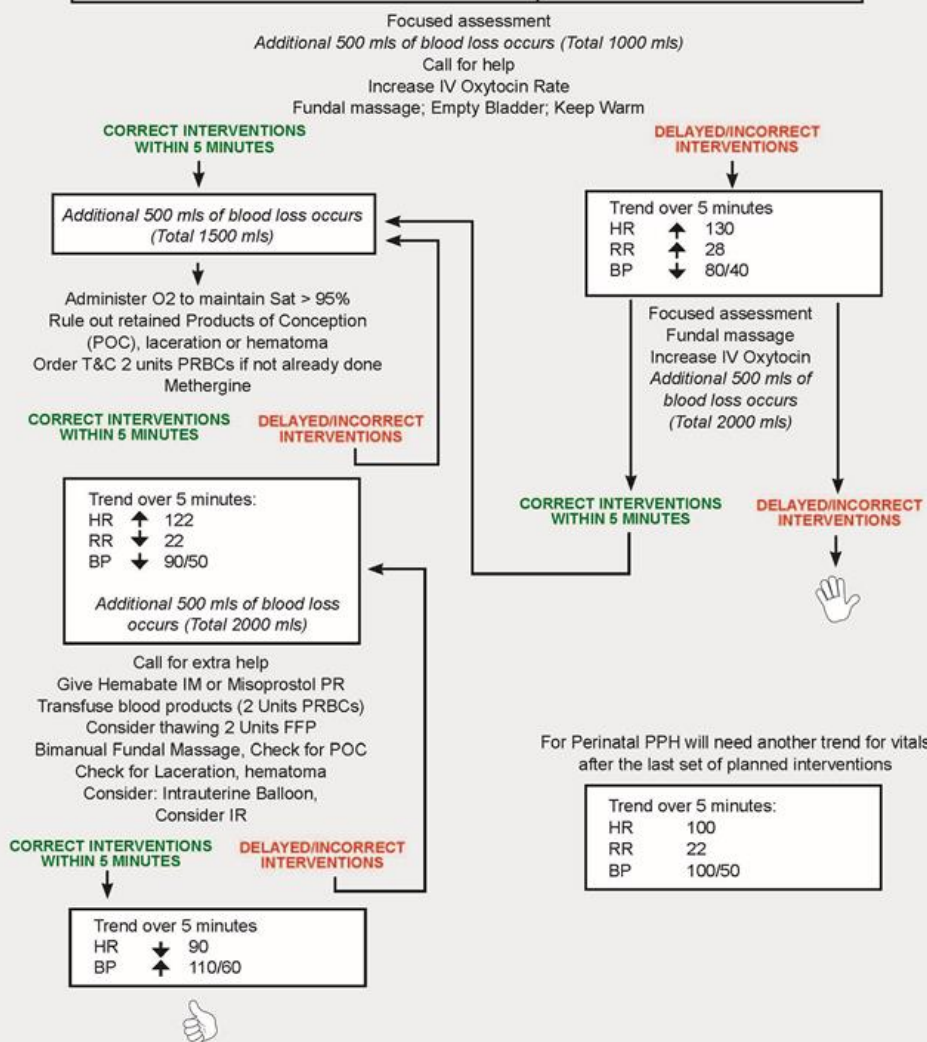 Focused assessment
Additional 500 mls of blood loss occurs (Total 1000 mls)
Call for help
Increase IV Oxytocin Rate
Fundal massage; Empty Bladder; Keep Warm
CORRECT INTERVENTIONS
WITHIN 5 MINUTES
Additional 500 mls of blood loss occurs
(Total 1500 mls)
Administer O2 to maintain Sat > 95%
Rule out retained Products of Conception
(POC), laceration or hematoma
Order T&C 2 units PRBCs if not already done
Methergine
CORRECT INTERVENTIONS
WITHIN 5 MINUTES
DELAYED/INCORRECT
INTERVENTIONS
Trend over 5 minutes:
HR ↑ 122
RR ↓ 22
BP ↓ 90/50
Additional 500 mls of blood loss
occurs (Total 2000 mls)
Call for extra help
Give Hemabate IM or Misoprostol PR
Transfuse blood products (2 Units PRBCs)
Consider thawing 2 Units FFP
Bimanual Fundal Massage, Check for POC
Check for Laceration, hematoma
Consider: Intrauterine Balloon,
Consider IR
CORRECT INTERVENTIONS
WITHIN 5 MINUTES
DELAYED/INCORRECT
INTERVENTIONS
Trend over 5 minutes
HR ↓ 90
BP ↑ 110/60
DELAYED/INCORRECT
INTERVENTIONS
Trend over 5 minutes
HR ↑ 130
RR ↑ 28
BP ↓ 80/40
Focused assessment
Fundal massage
Increase IV Oxytocin
Additional 500 mls of
blood loss occurs
(Total 2000 mls)
CORRECT INTERVENTIONS
WITHIN 5 MINUTES
DELAYED/INCORRECT
INTERVENTIONS
For Perinatal PPH will need another trend for vitals
after the last set of planned interventions
Trend over 5 minutes:
HR 100
RR 22
BP 100/50